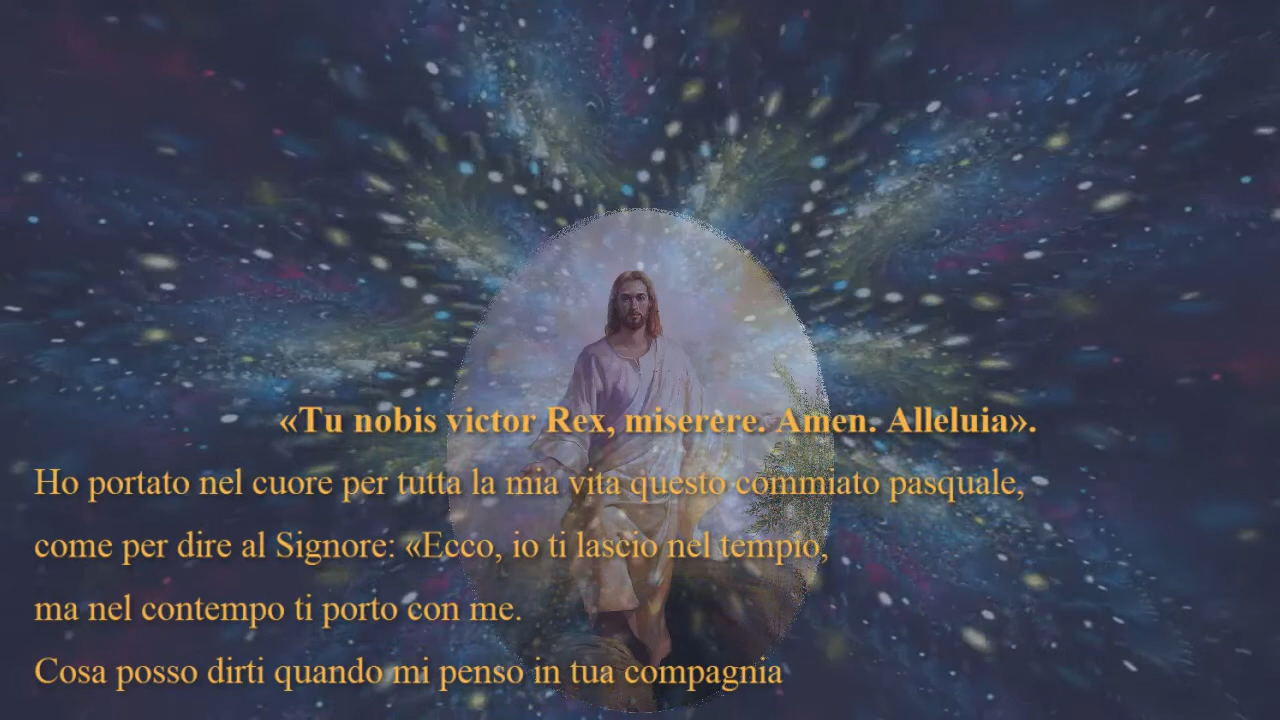 «Tu nobis victor Rex, miserere. Amen. Alleluia».
Ho portato nel cuore per tutta la mia vita questo commiato pasquale,
come per dire al Signore: «Ecco, io ti lascio nel tempio,
ma nel contempo ti porto con me.
Cosa posso dirti quando mi penso in tua compagnia